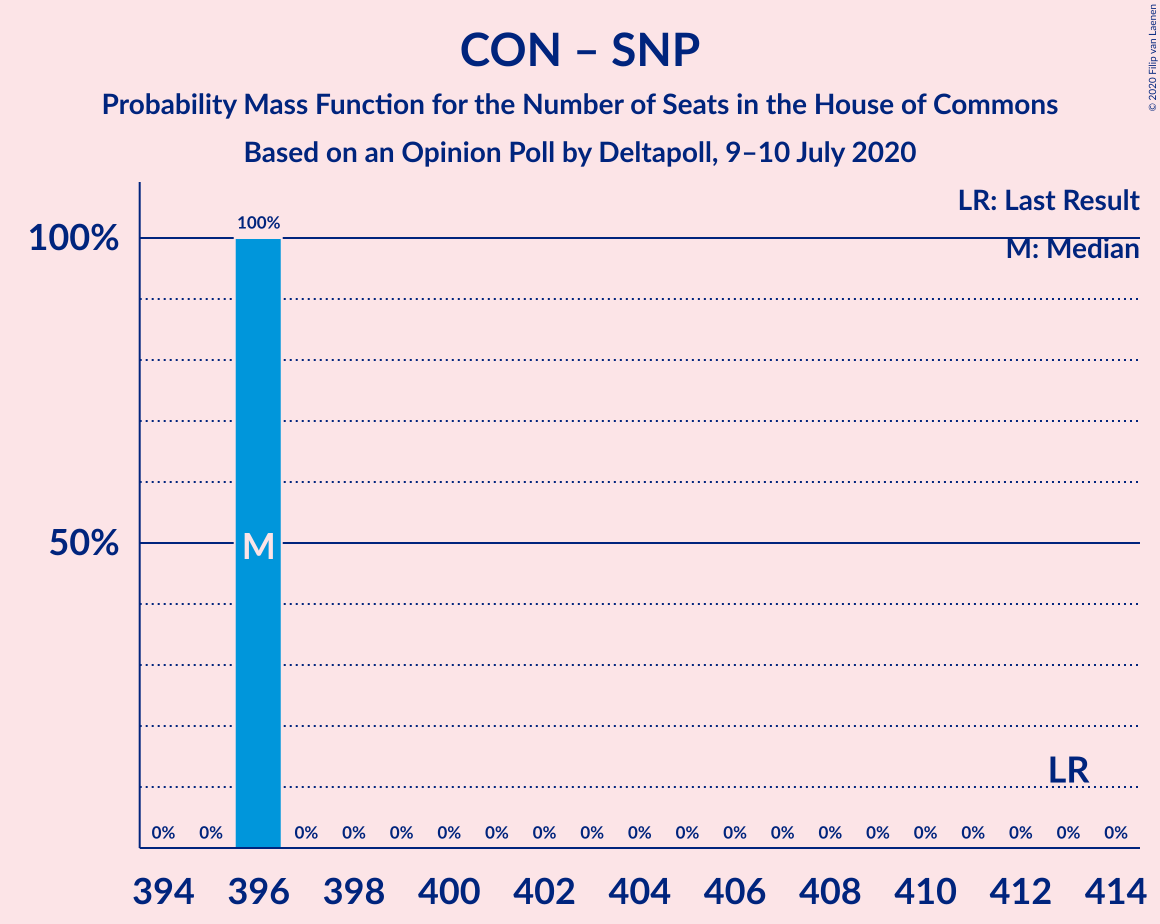 CON – SNP
Probability Mass Function for the Number of Seats in the House of Commons
Based on an Opinion Poll by Deltapoll, 9–10 July 2020
© 2020 Filip van Laenen
LR: Last Result
M: Median
100%
100%
50%
M
LR
0% 0% 0% 0% 0% 0% 0% 0% 0% 0% 0% 0% 0% 0% 0% 0% 0% 0% 0% 0%
394 396 398 400 402 404 406 408 410 412 414